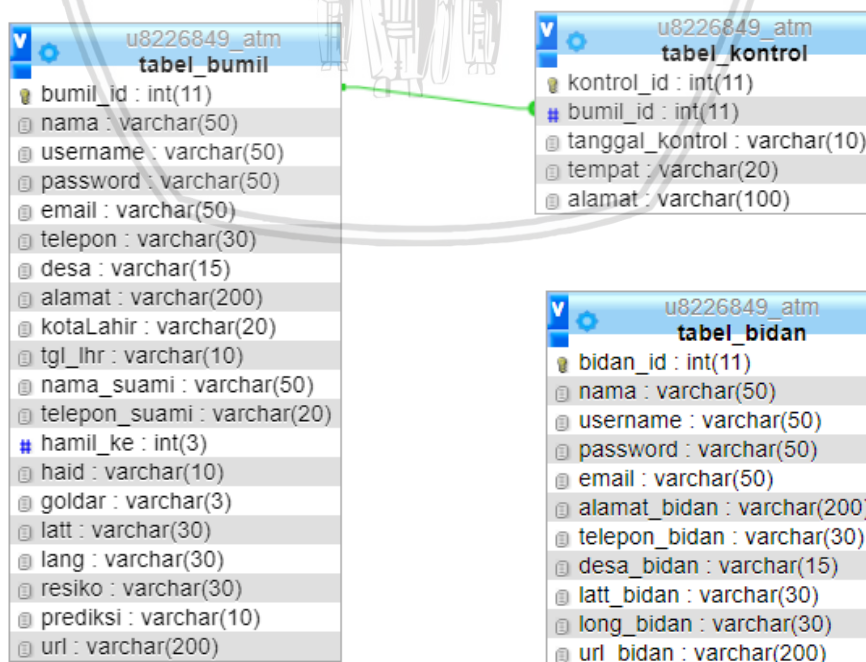 u8226849_atm
tabel_bumil
bumil_id : int(11)
nama : varchar(50)
username : varchar(50)
password : varchar(50)
email : varchar(50)
telepon : varchar(30)
desa : varchar(15)
alamat : varchar(200)
kotaLahir : varchar(20)
tgl_lhr : varchar(10)
nama_suami : varchar(50)
telepon_suami : varchar(20)
# hamil_ke : int(3)
haid : varchar(10)
goldar : varchar(3)
latt : varchar(30)
lang : varchar(30)
resiko : varchar(30)
prediksi : varchar(10)
url : varchar(200)
u8226849_atm
tabel_kontrol
kontrol_id : int(11)
# bumil_id : int(11)
tanggal_kontrol : varchar(10)
tempat : varchar(20)
alamat : varchar(100)
u8226849_atm
tabel_bidan
bidan_id : int(11)
nama : varchar(50)
username : varchar(50)
password : varchar(50)
email : varchar(50)
alamat_bidan : varchar(200)
telepon_bidan : varchar(30)
desa_bidan : varchar(15)
latt_bidan : varchar(30)
long_bidan : varchar(30)
url_bidan : varchar(200)